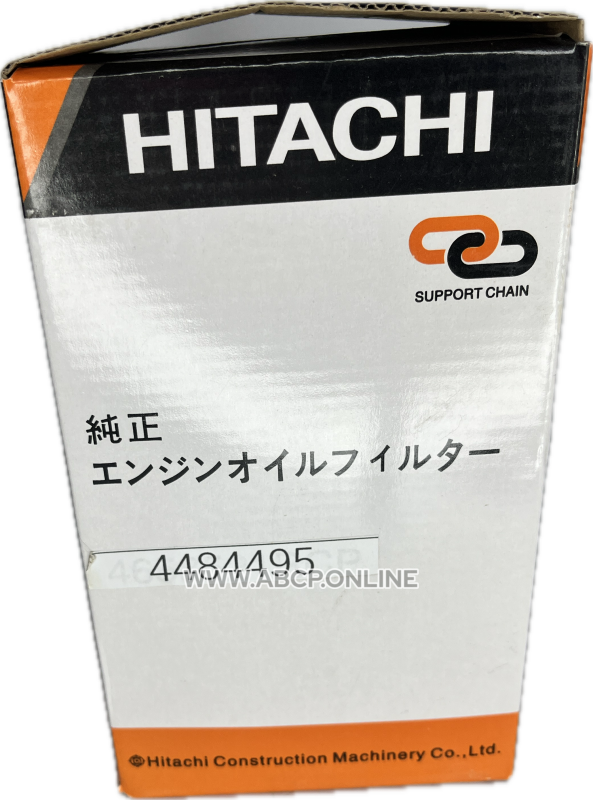 HITACHI
SUPPORT CHAIN
純正
エンジンオイルフィルター
4484495
WWW.ABCP.ONLINE
Hitachi Construction Machinery Co.,Ltd.